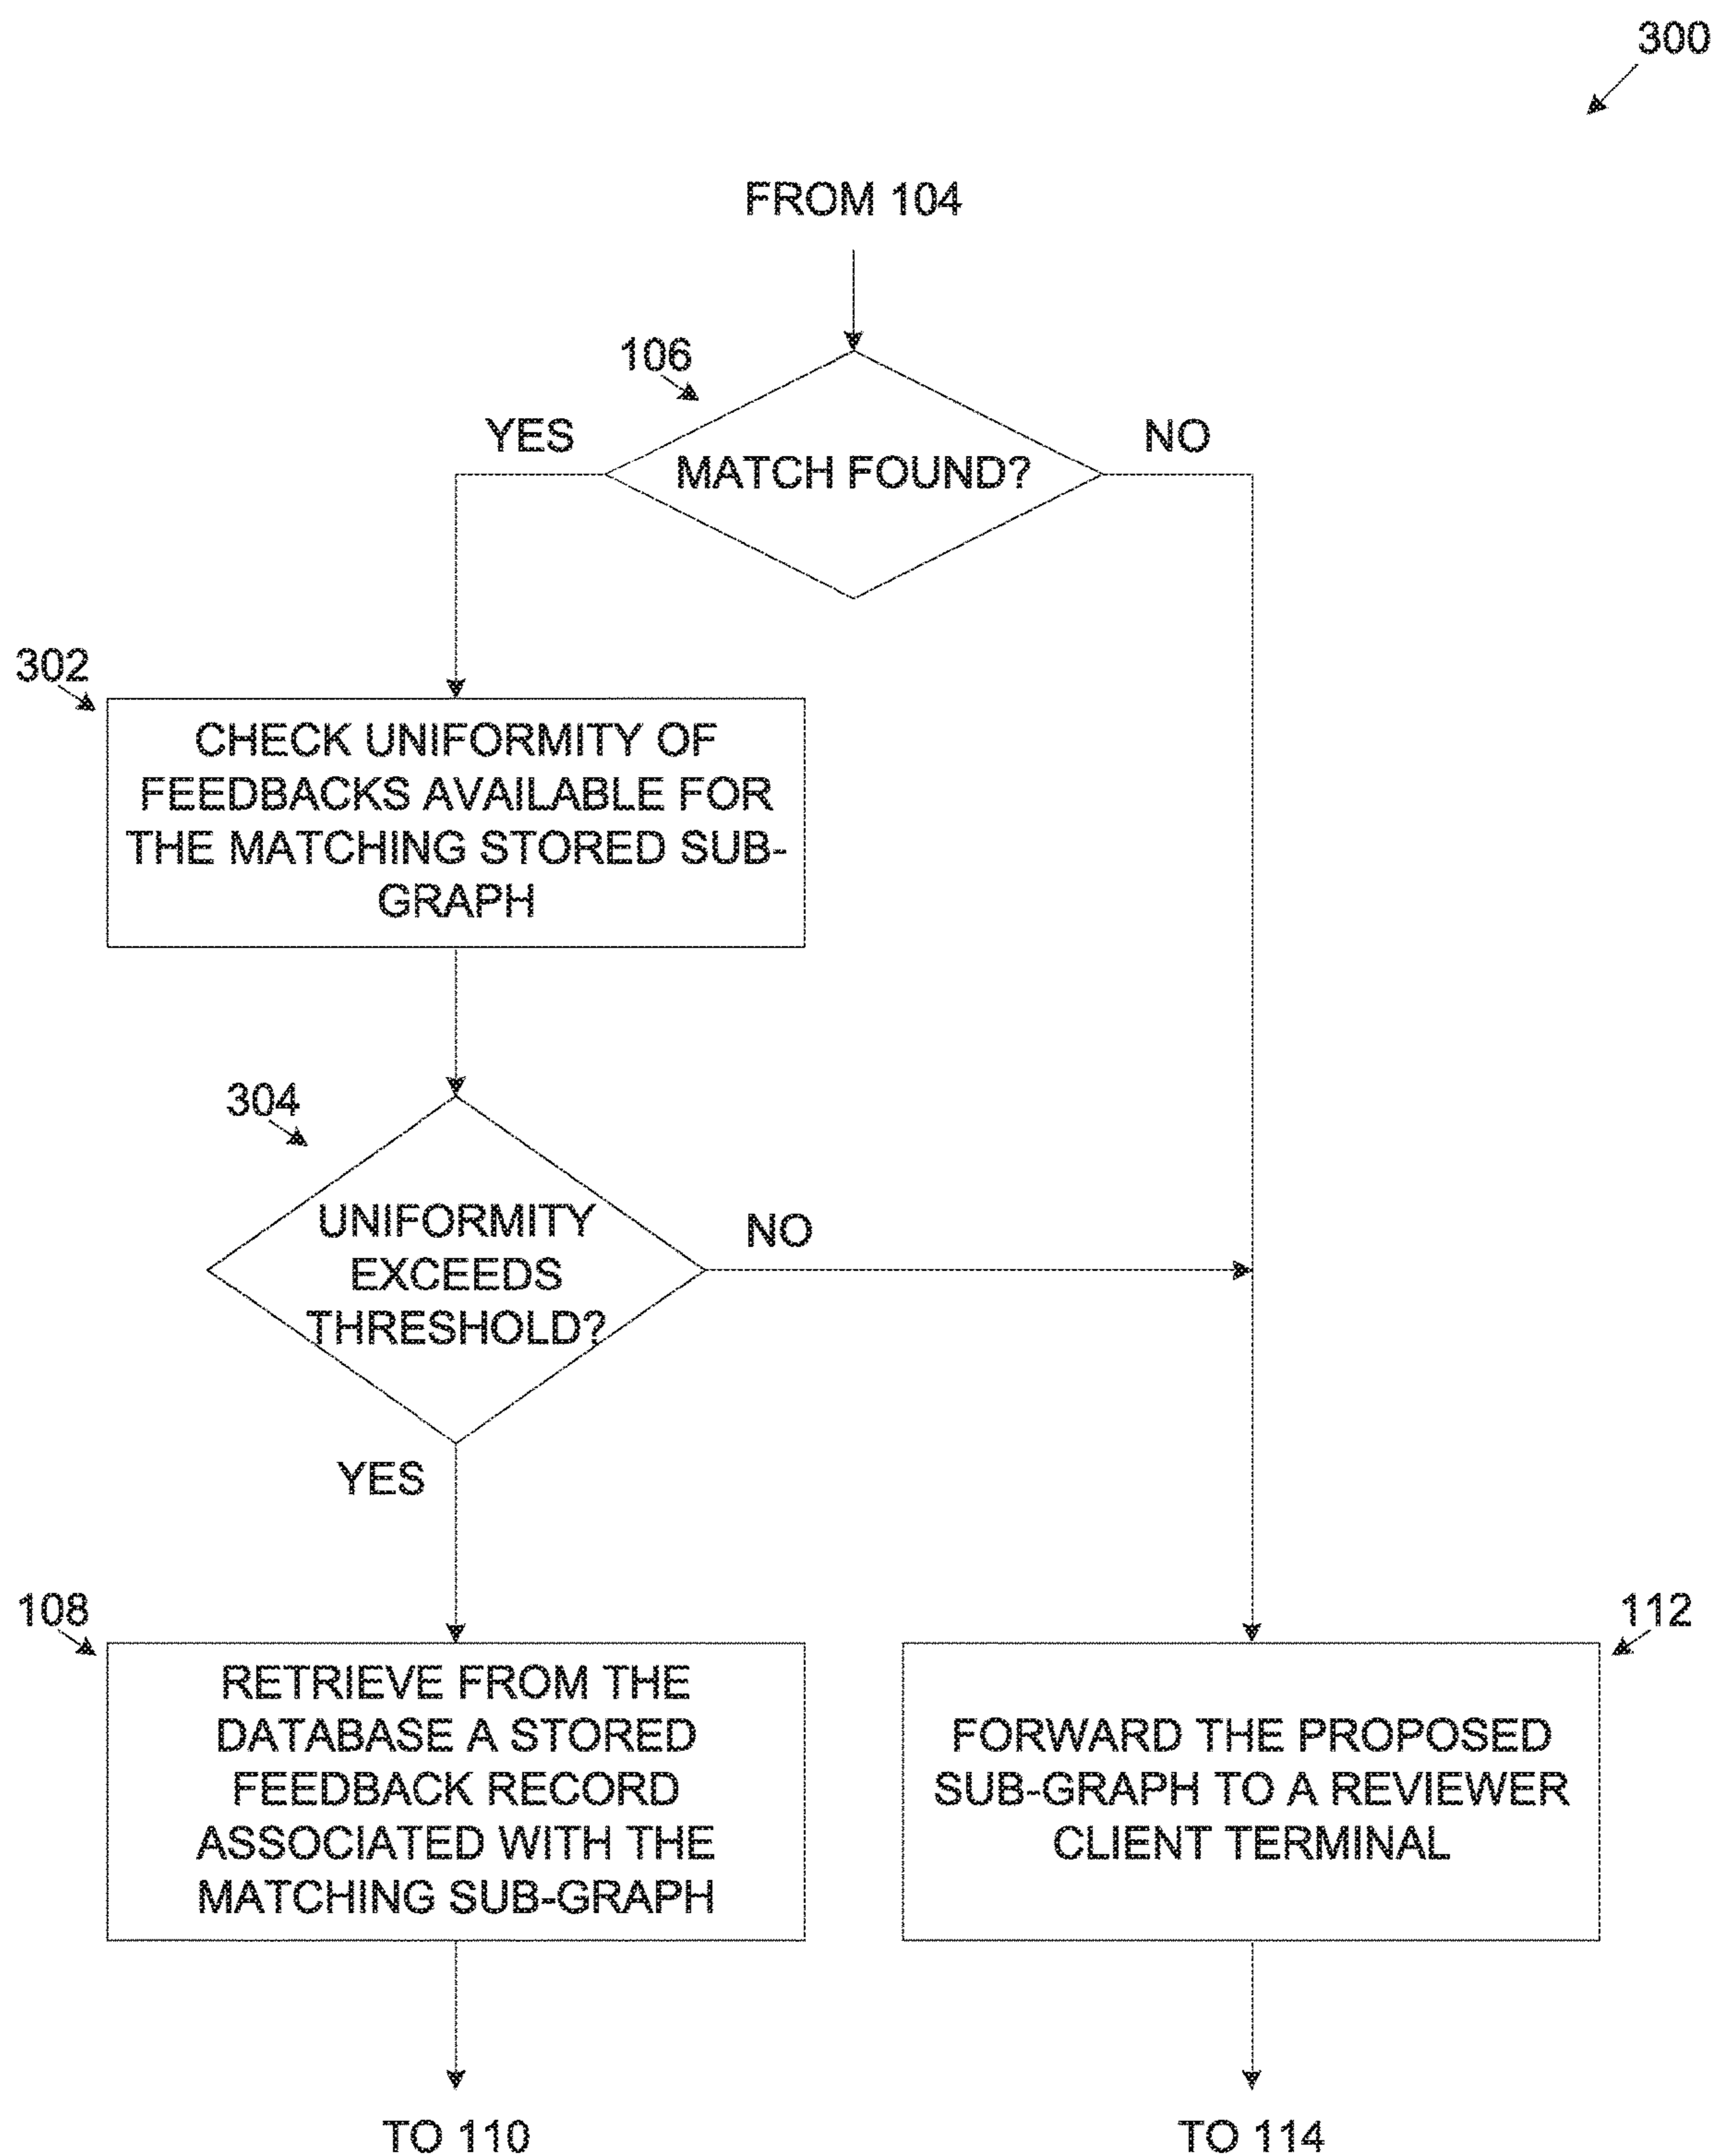 300
FROM 104
106
YES
NO
MATCH FOUND?
302
CHECK UNIFORMITY OF
FEEDBACKS AVAILABLE FOR
THE MATCHING STORED SUB-
GRAPH
304
UNIFORMITY
EXCEEDS
THRESHOLD?
NO
YES
108
RETRIEVE FROM THE
DATABASE A STORED
FEEDBACK RECORD
ASSOCIATED WITH THE
MATCHING SUB-GRAPH
112
FORWARD THE PROPOSED
SUB-GRAPH TO A REVIEWER
CLIENT TERMINAL
TO 110
TO 114